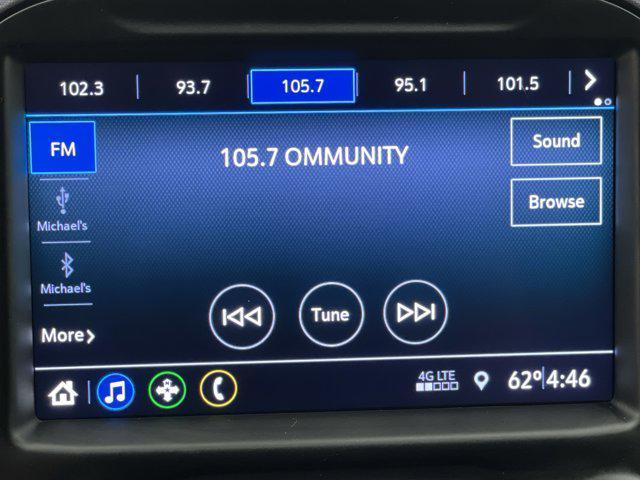 102.3 93.7 105.7 95.1 101.5
FM
105.7 OMMUNITY
Sound
Michael's
Browse
Michael's
Tune
More
4G LTE
62° 4:46